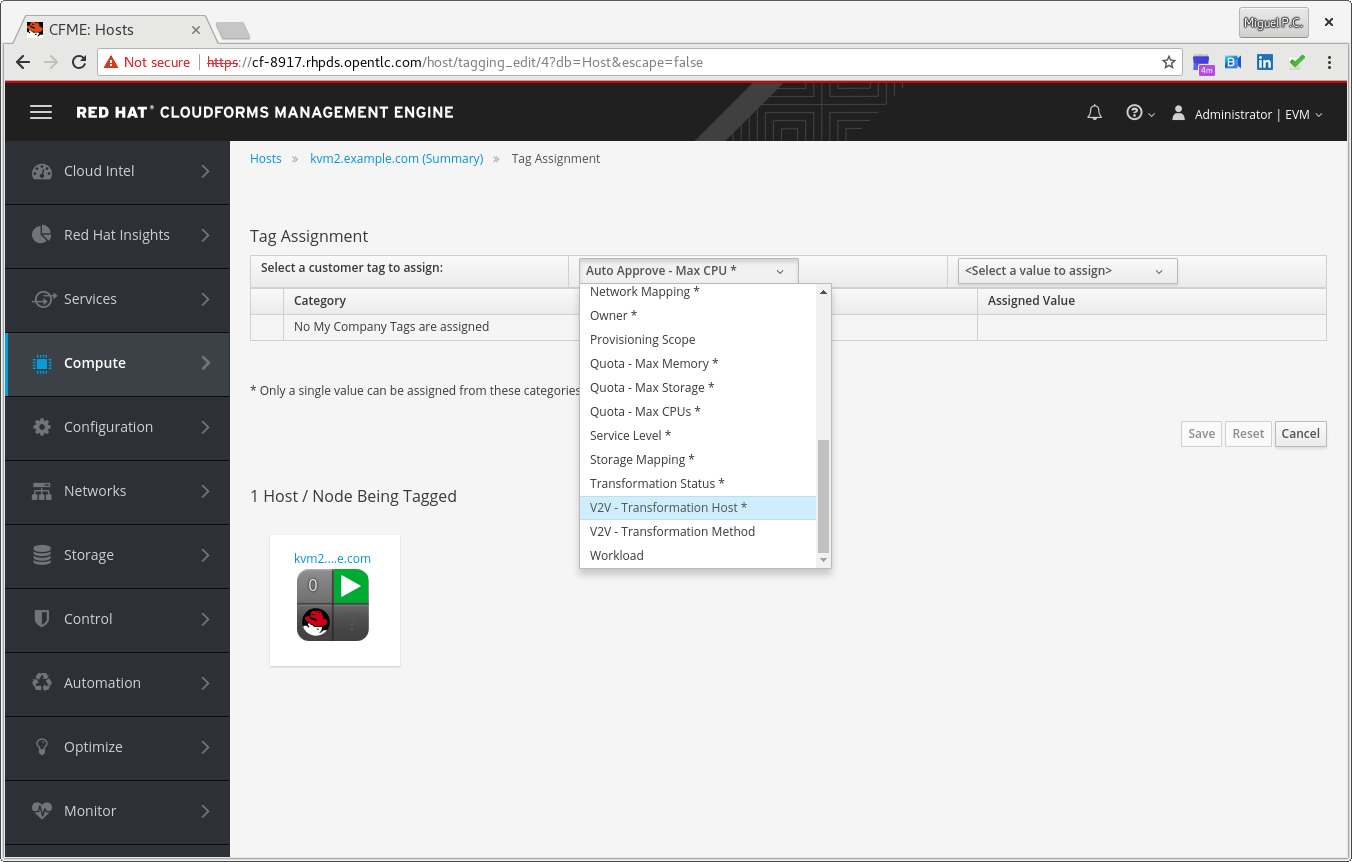 CFME: Hosts
Miguel P.C.
Not secure https://cf-8917.rhpds.opentlc.com/host/tagging_edit/4?db=Host&escape=false
4m
B
in
RED HAT® CLOUDFORMS MANAGEMENT ENGINE
Administrator | EVM
Cloud Intel
Red Hat Insights
Services
Compute
Configuration
Networks
Storage
Control
Automation
Optimize
Monitor
Hosts » kvm2.example.com (Summary) » Tag Assignment
Tag Assignment
Select a customer tag to assign: Auto Approve - Max CPU * <Select a value to assign>
Category Assigned Value
No My Company Tags are assigned
Network Mapping *
Owner *
Provisioning Scope
Quota - Max Memory *
Quota - Max Storage *
Quota - Max CPUs *
Service Level *
Storage Mapping *
Transformation Status *
V2V - Transformation Host *
V2V - Transformation Method
Workload
* Only a single value can be assigned from these categories
Save Reset Cancel
1 Host / Node Being Tagged
kvm2....e.com
0